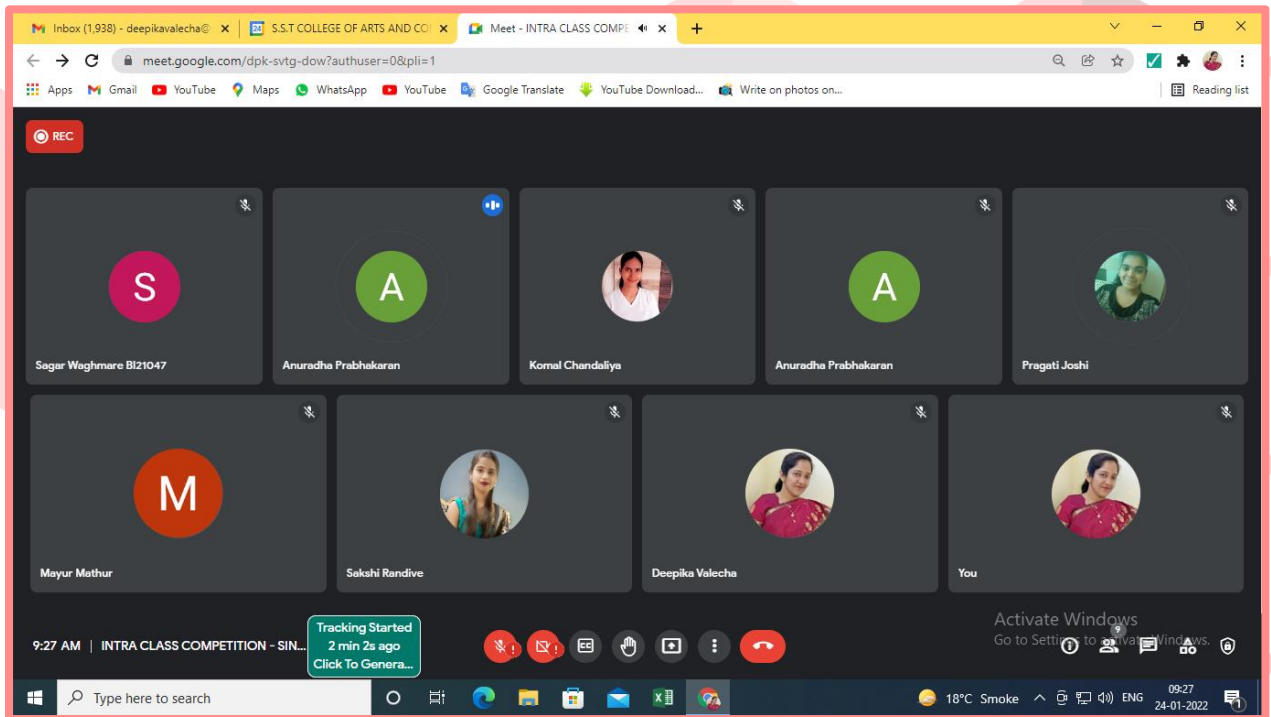 Inbox (1,938) - deepikavalecha@ S.S.T COLLEGE OF ARTS AND CO Meet - INTRA CLASS COMPE
meet.google.com/dpk-svtg-dow?authuser=0&pli=1
Apps Gmail YouTube Maps WhatsApp YouTube Google Translate YouTube Download... Write on photos on... Reading list
REC
S A A
Sagar Waghmare BI21047 Anuradha Prabhakaran Komal Chandaliya Anuradha Prabhakaran Pragati Joshi
M
Mayur Mathur Sakshi Randive Deepika Valecha You
Activate Windows
Go to Settings to activate Windows.
9
9:27 AM | INTRA CLASS COMPETITION - SIN...
Tracking Started
2 min 2s ago
Click To Genera...
CC
Type here to search 18°C Smoke ENG 09:27
24-01-2022 1